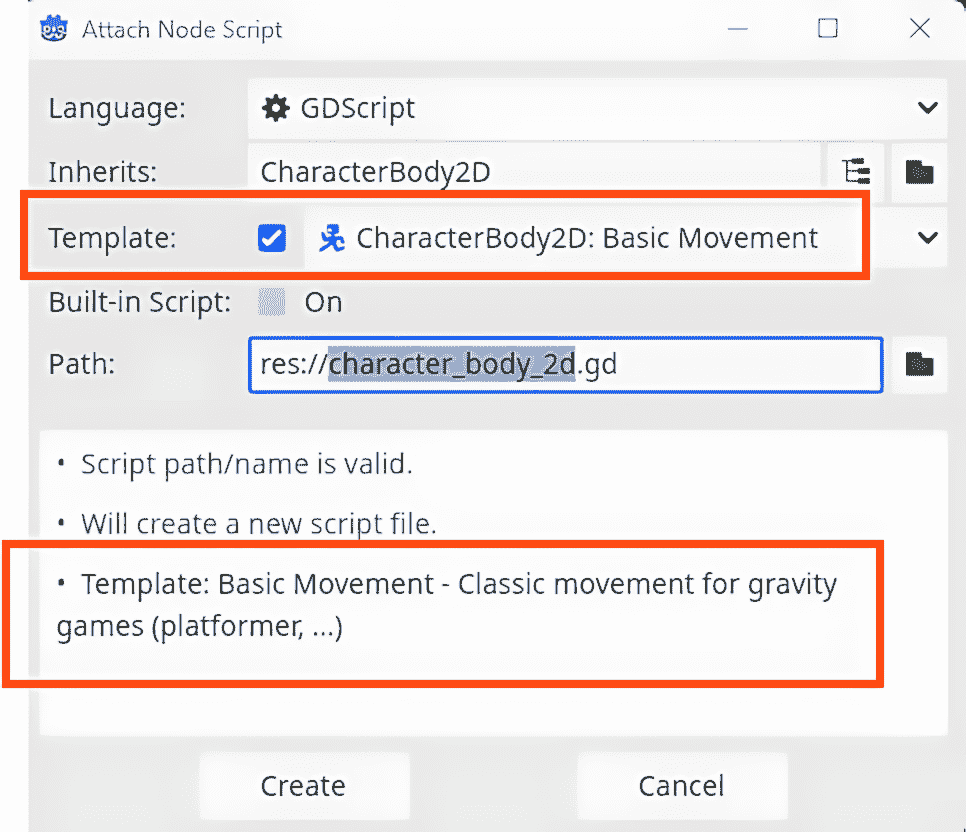 Attach Node Script
Language: GDScript
Inherits: CharacterBody2D
Template: CharacterBody2D: Basic Movement
Built-in Script: On
Path: res://character_body_2d.gd
• Script path/name is valid.
• Will create a new script file.
• Template: Basic Movement - Classic movement for gravity
games (platformer, ...)
Create Cancel